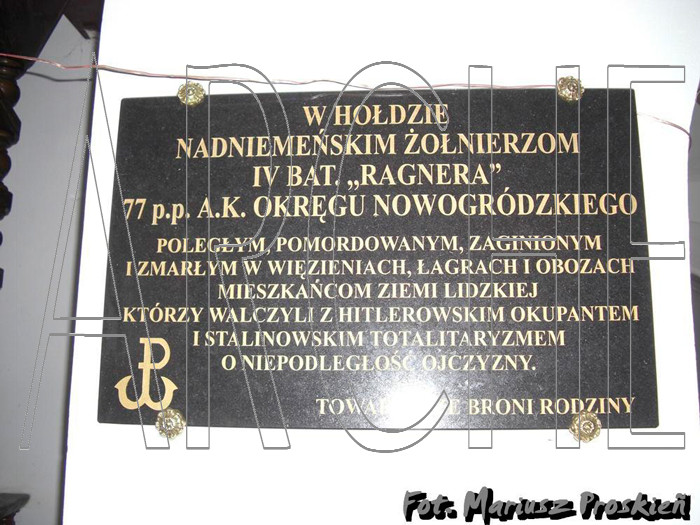 W HOŁDZIE
NADNIEMEŃSKIM ŻOŁNIERZOM
IV BAT. „RAGNERA”
77 p.p. A.K. OKRĘGU NOWOGRÓDZKIEGO
POLEGŁYM, POMORDOWANYM, ZAGINIONYM
I ZMARŁYM W WIĘZIENIACH, ŁAGRACH I OBOZACH
MIESZKAŃCOM ZIEMI LIDZKIEJ
KTÓRZY WALCZYLI Z HITLEROWSKIM OKUPANTEM
I STALINOWSKIM TOTALITARYZMEM
O NIEPODLEGŁOŚĆ OJCZYZNY.
BRONI RODZINY
ARCHE
Fot. Mariusz Proskień